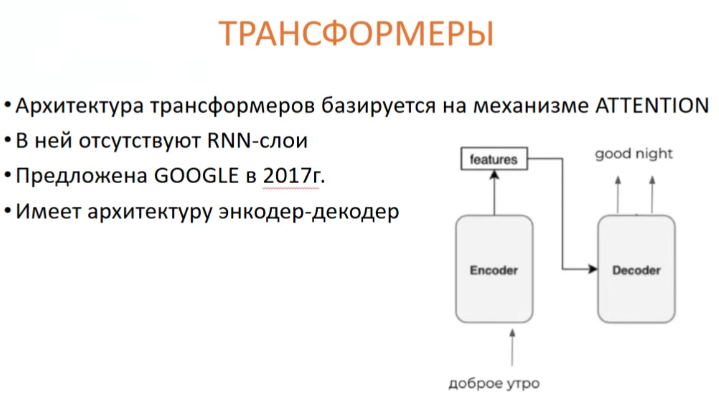 ТРАНСФОРМЕРЫ
•Архитектура трансформеров базируется на механизме ATTENTION
•В ней отсутствуют RNN-слои
•Предложена GOOGLE в 2017г.
•Имеет архитектуру энкодер-декодер
features
good night
Encoder
Decoder
доброе утро